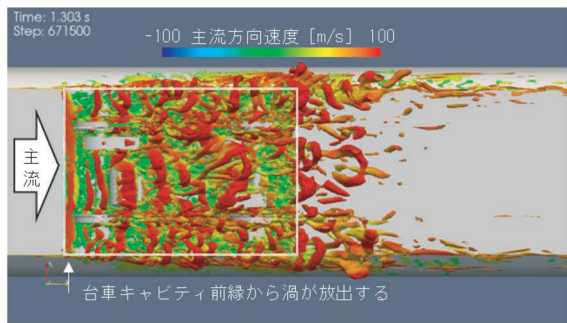 Time: 1.303 s
Step: 671500
-100 主流方向速度 [m/s] 100
主流
台車キャビティ前縁から渦が放出する